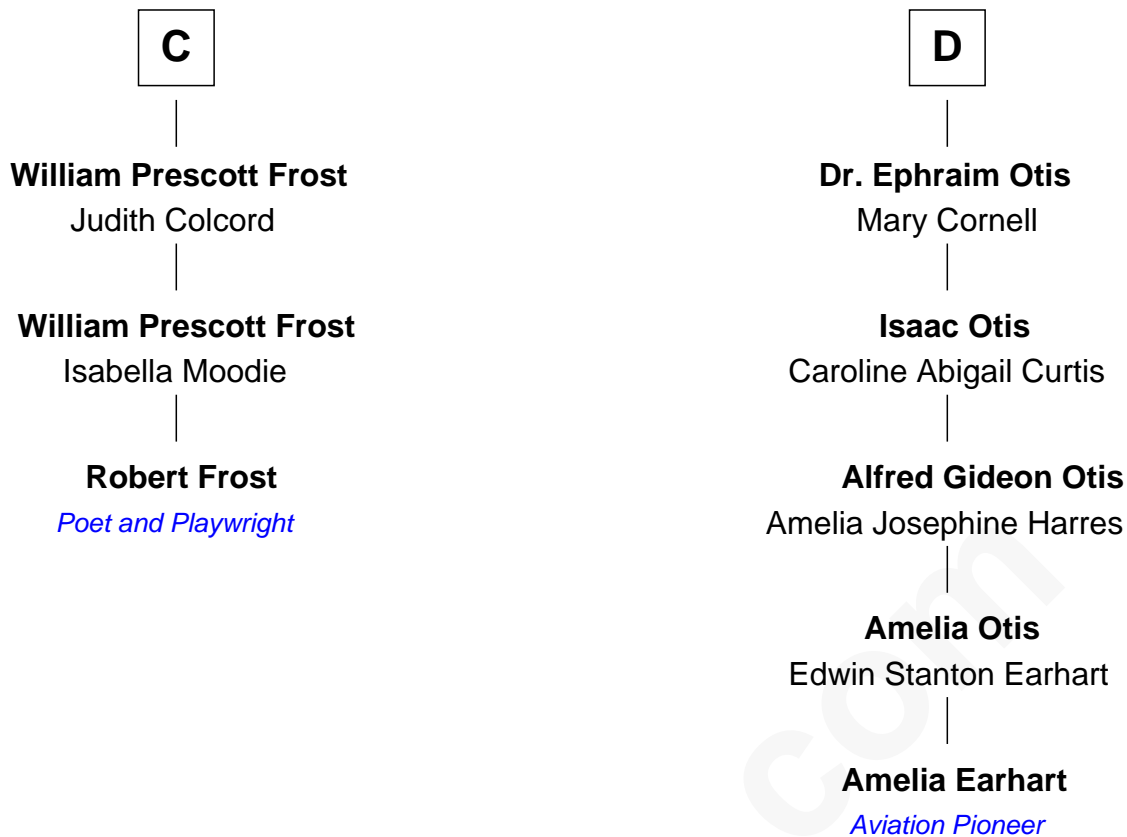 C
William Prescott Frost
Judith Colcord
William Prescott Frost
Isabella Moodie
Robert Frost
Poet and Playwright
D
Dr. Ephraim Otis
Mary Cornell
Isaac Otis
Caroline Abigail Curtis
Alfred Gideon Otis
Amelia Josephine Harres
Amelia Otis
Edwin Stanton Earhart
Amelia Earhart
Aviation Pioneer
com